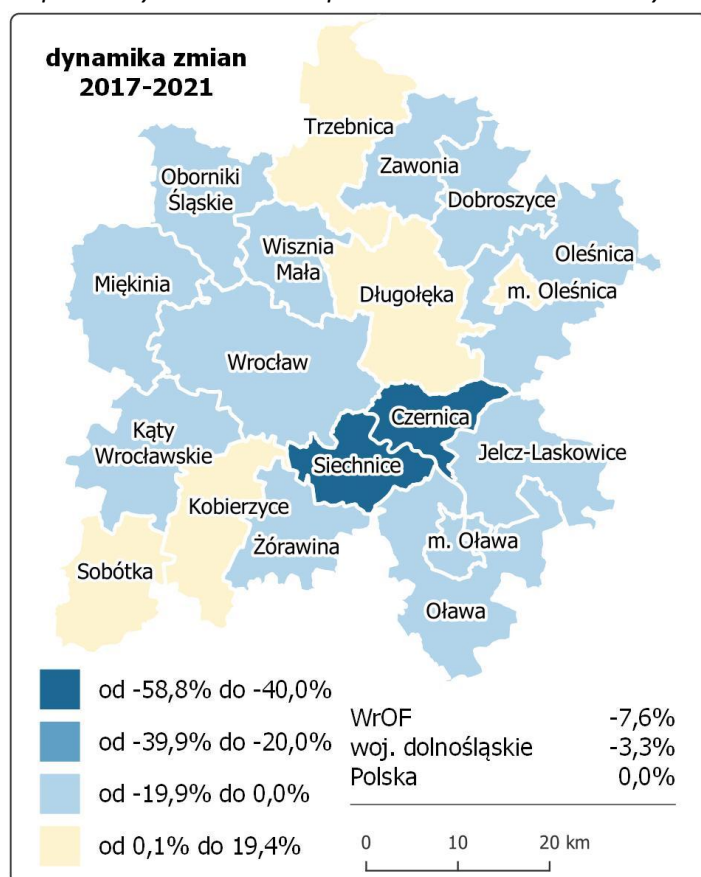 dynamika zmian
2017-2021
Trzebnica
Zawonia
Oborniki
Śląskie
Dobroszyce
Wisznia
Mała
Oleśnica
Miękinia
Długołęka
m. Oleśnica
Wrocław
Czernica
Kąty
Wrocławskie
Siechnice
Jelcz-Laskowice
Kobierzyce
Żórawina
m. Oława
Sobótka
Oława
od -58,8% do -40,0%
od -39,9% do -20,0%
od -19,9% do 0,0%
od 0,1% do 19,4%
WrOF -7,6%
woj. dolnośląskie -3,3%
Polska 0,0%
0 10 20 km